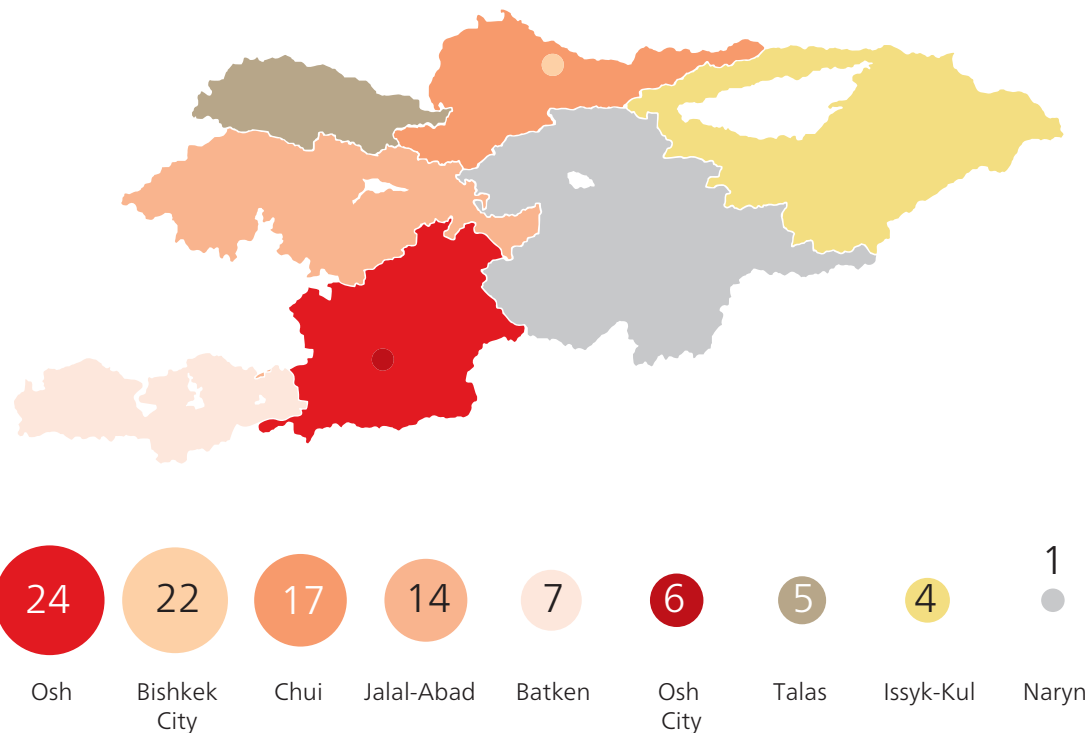 1
24 22 17 14 7 6 5 4
Osh Bishkek Chui Jalal-Abad Batken Osh Talas Issyk-Kul Naryn
City City